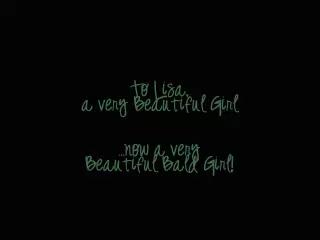 to Lisa,
a very Beautiful Girl
...now a very
Beautiful Bald Girl!